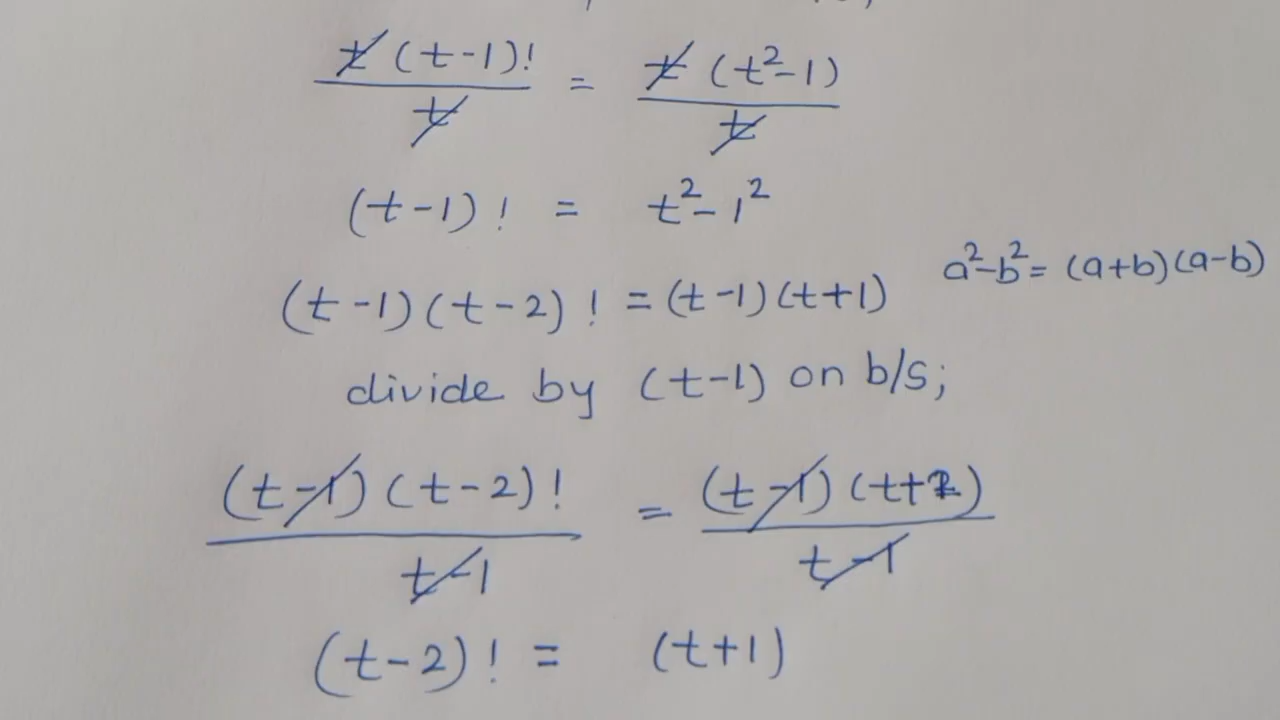 t(t-1)!/t = t(t²-1)/t
(t-1)! = t²-1²
a²-b² = (a+b)(a-b)
(t-1)(t-2)! = (t-1)(t+1)
divide by (t-1) on b/s;
(t-1)(t-2)!/t-1 = (t-1)(t+1)/t-1
(t-2)! = (t+1)